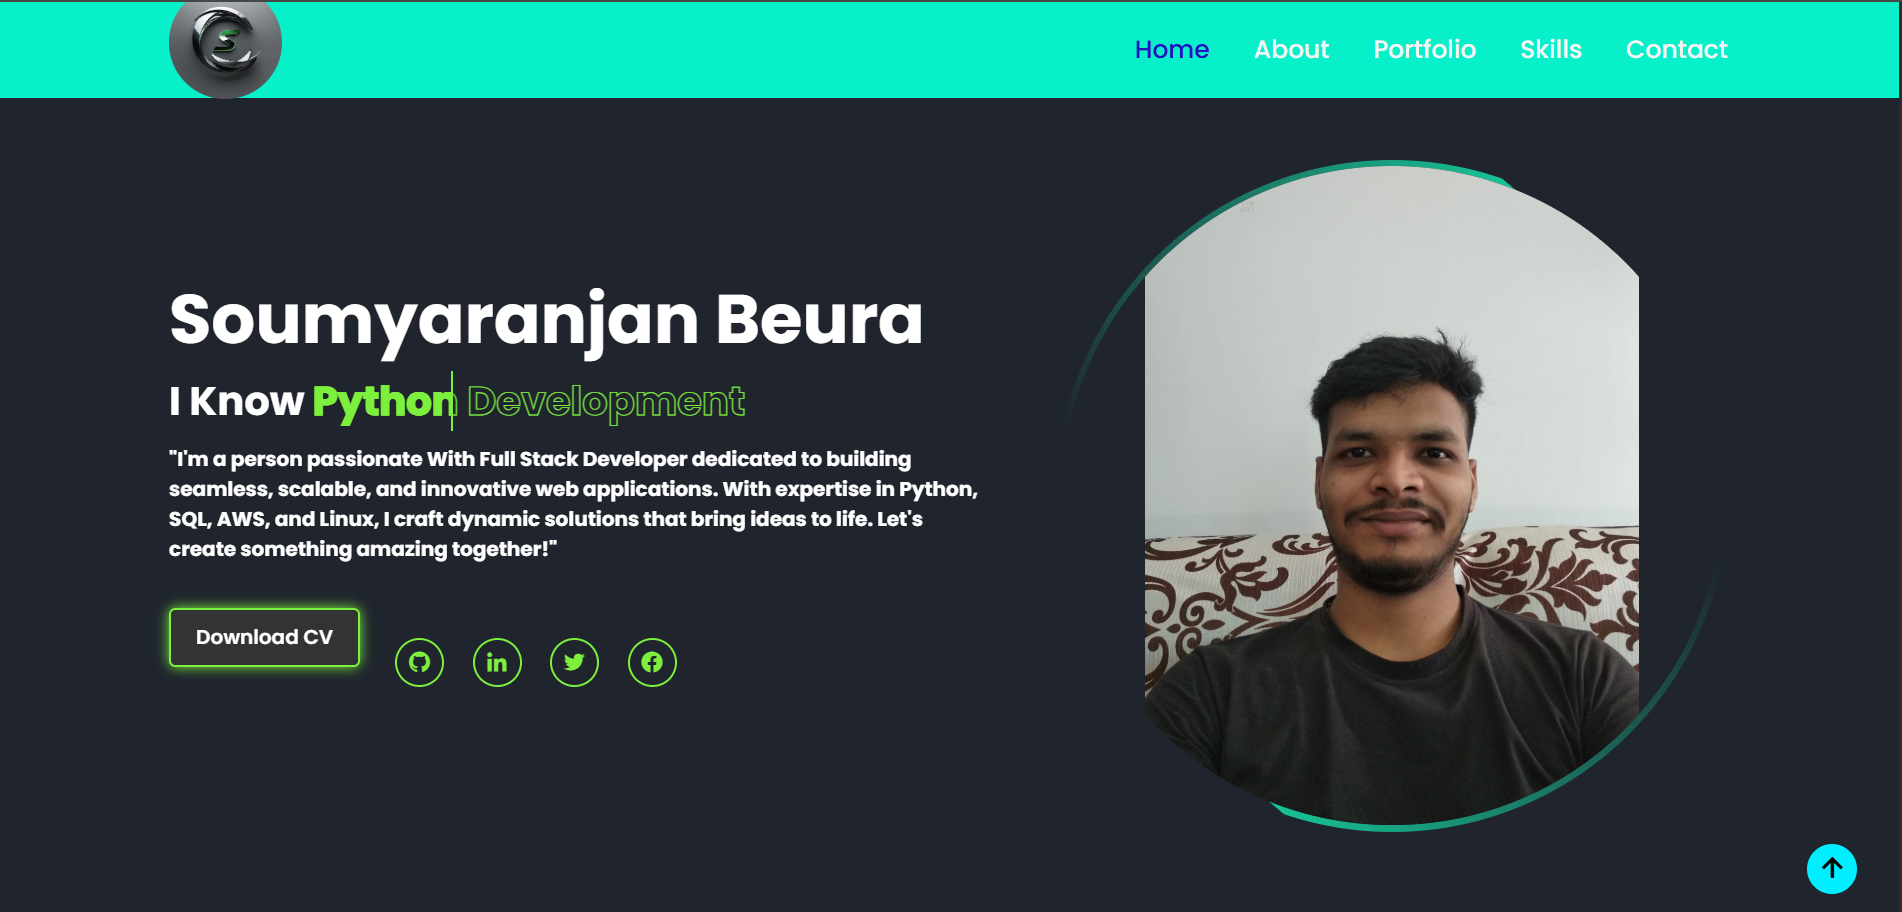 S
Home About Portfolio Skills Contact
Soumyaranjan Beura
I Know Python Development
"I'm a person passionate With Full Stack Developer dedicated to building
seamless, scalable, and innovative web applications. With expertise in Python,
SQL, AWS, and Linux, I craft dynamic solutions that bring ideas to life. Let's
create something amazing together!"
Download CV